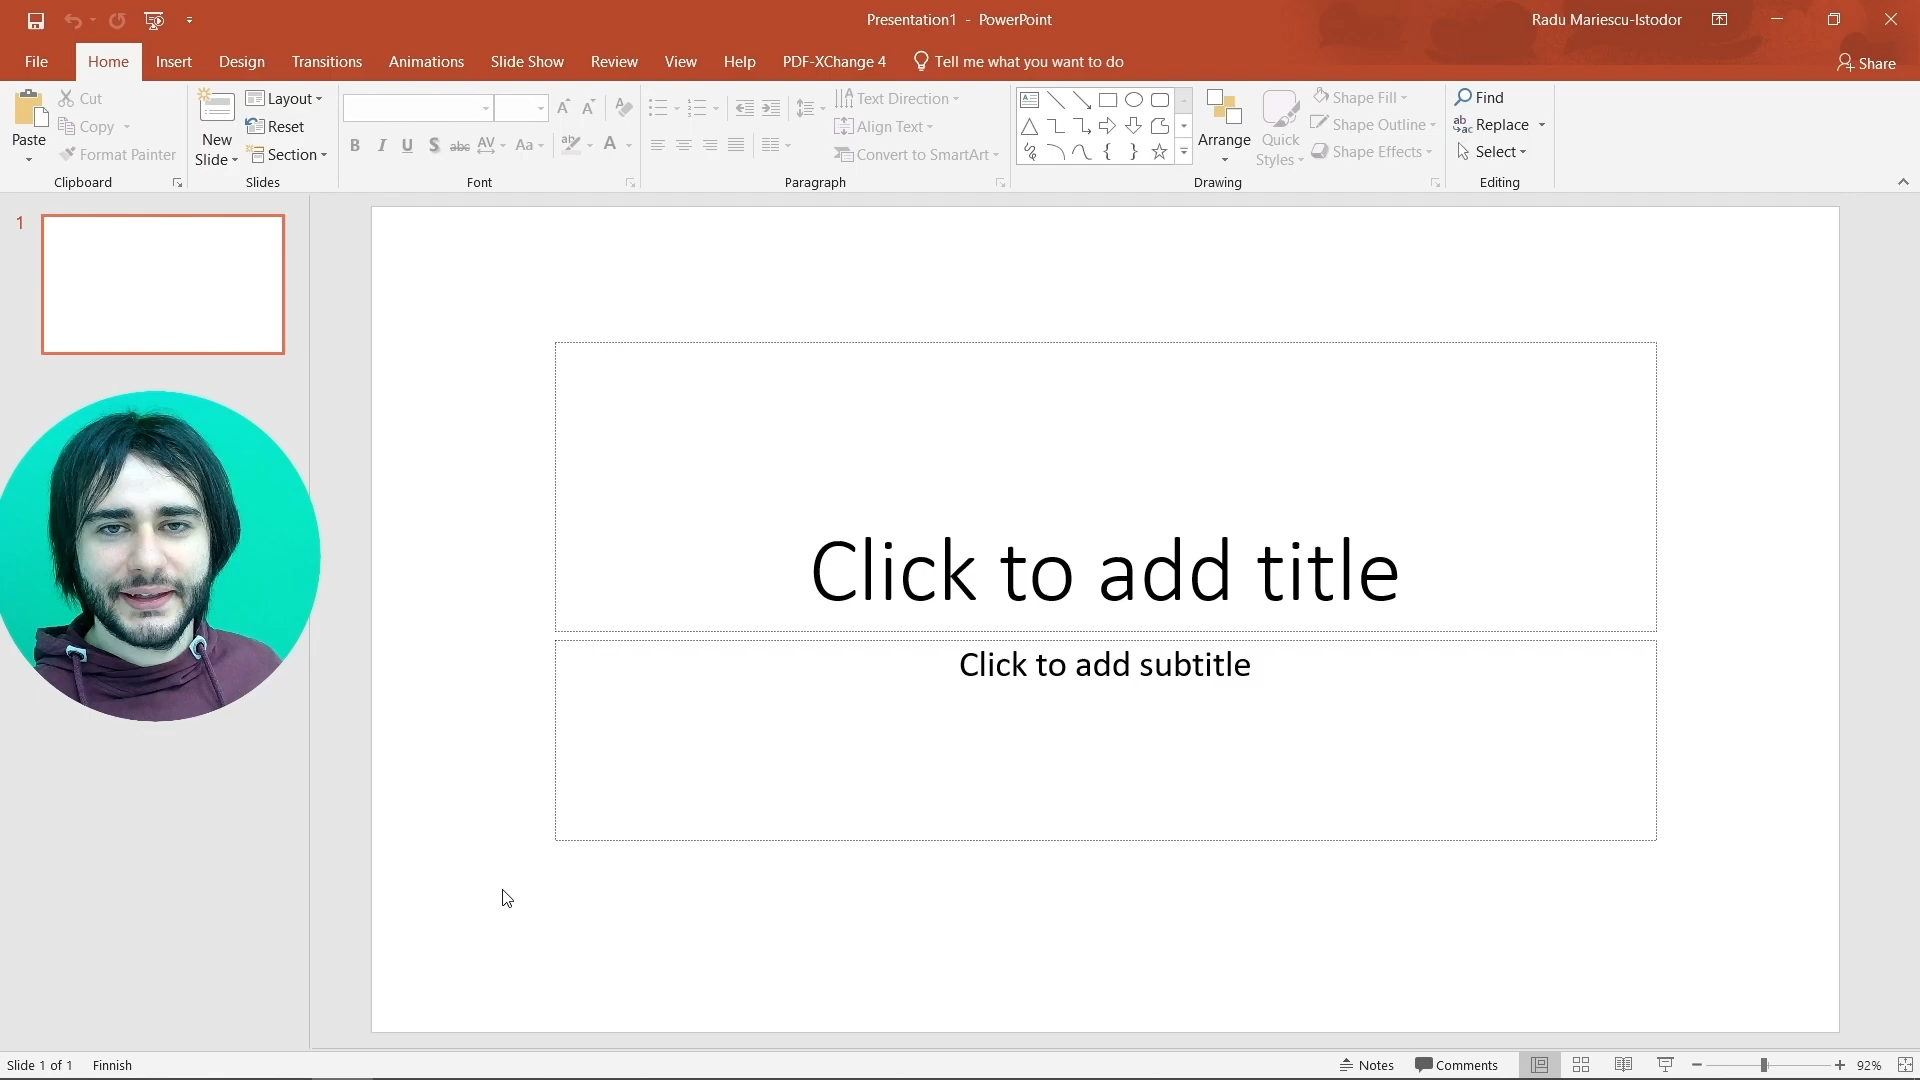 Presentation1 - PowerPoint
Radu Mariescu-Istodor
File Home Insert Design Transitions Animations Slide Show Review View Help PDF-XChange 4 Tell me what you want to do
Share
Paste
Cut
Copy
Format Painter
Clipboard
New
Slide
Layout
Reset
Section
Slides
B I U S abc AV Aa A
Font
Text Direction
Align Text
Convert to SmartArt
Paragraph
Arrange
Quick
Styles
Shape Fill
Shape Outline
Shape Effects
Drawing
Find
Replace
Select
Editing
1
Click to add title
Click to add subtitle
Slide 1 of 1 Finnish
Notes Comments 92%